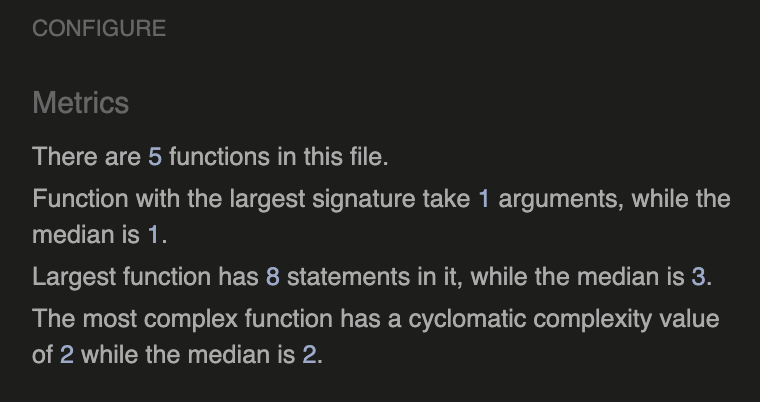 CONFIGURE
Metrics
There are 5 functions in this file.
Function with the largest signature take 1 arguments, while the
median is 1.
Largest function has 8 statements in it, while the median is 3.
The most complex function has a cyclomatic complexity value
of 2 while the median is 2.